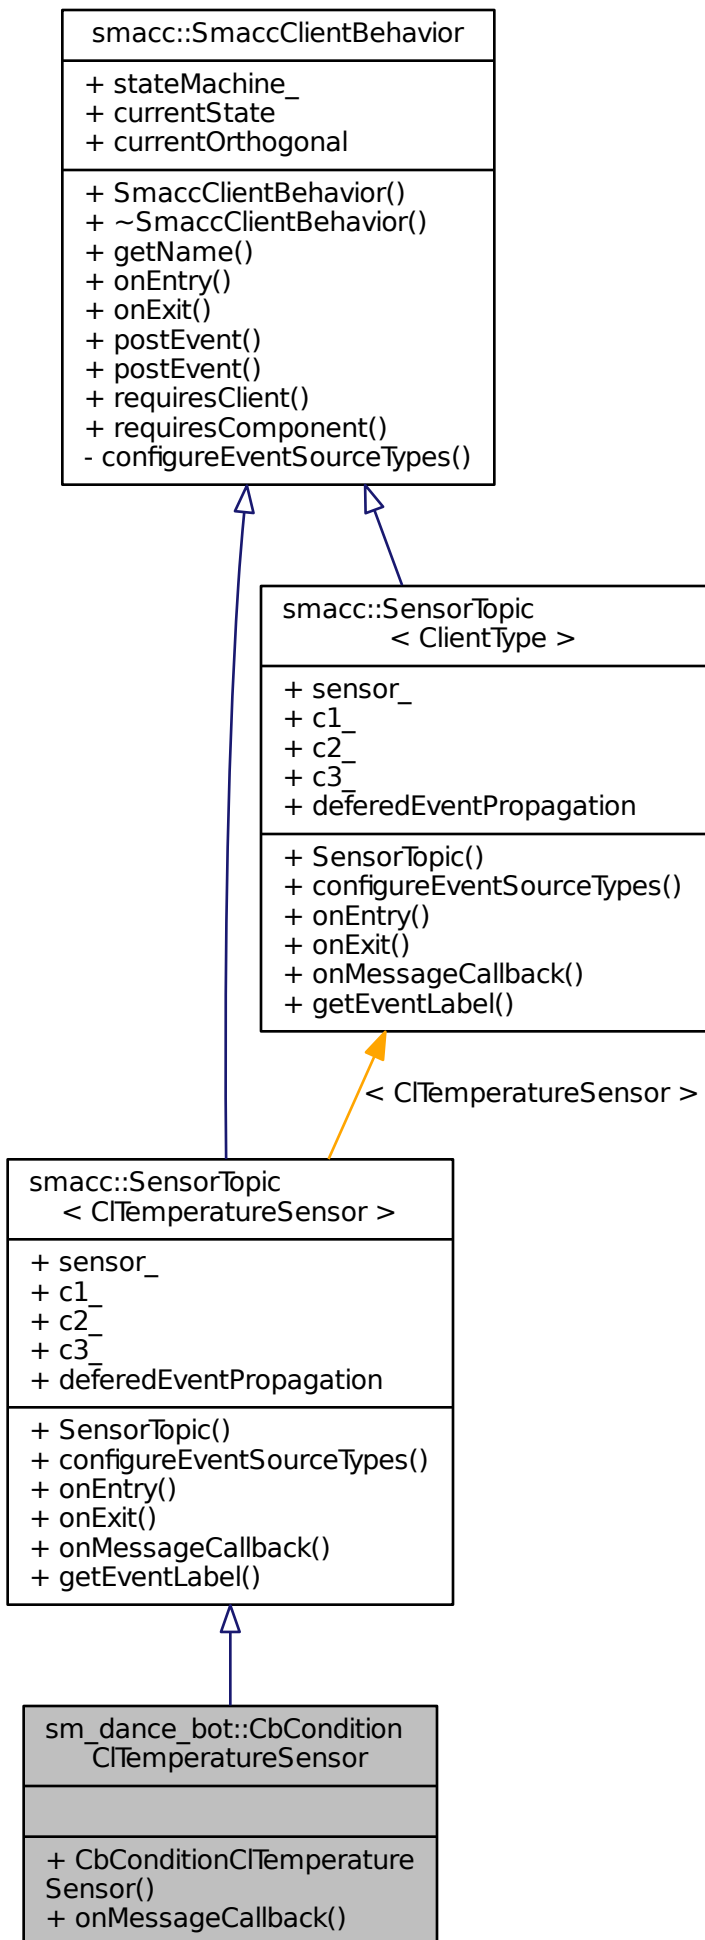 smacc::SmaccClientBehavior
+ stateMachine_
+ currentState
+ currentOrthogonal
+ SmaccClientBehavior()
+ ~SmaccClientBehavior()
+ getName()
+ onEntry()
+ onExit()
+ postEvent()
+ postEvent()
+ requiresClient()
+ requiresComponent()
- configureEventSourceTypes()
smacc::SensorTopic
< ClientType >
+ sensor_
+ c1_
+ c2_
+ c3_
+ deferedEventPropagation
+ SensorTopic()
+ configureEventSourceTypes()
+ onEntry()
+ onExit()
+ onMessageCallback()
+ getEventLabel()
< ClTemperatureSensor >
smacc::SensorTopic
< ClTemperatureSensor >
+ sensor_
+ c1_
+ c2_
+ c3_
+ deferedEventPropagation
+ SensorTopic()
+ configureEventSourceTypes()
+ onEntry()
+ onExit()
+ onMessageCallback()
+ getEventLabel()
sm_dance_bot::CbCondition
ClTemperatureSensor
+ CbConditionClTemperature
Sensor()
+ onMessageCallback()